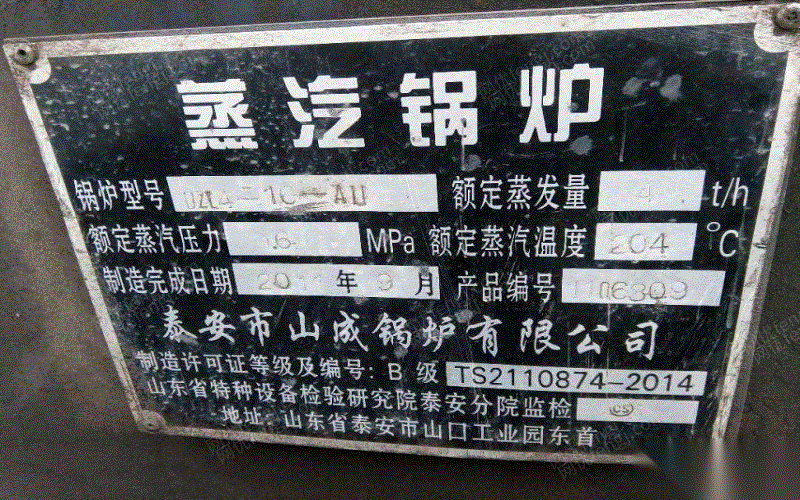 蒸汽锅炉
锅炉型号 额定蒸发量 4 t/h
额定蒸汽压力 MPa 额定蒸汽温度 204 ℃
制造完成日期 年 9 月 产品编号 1106309
泰安市山成锅炉有限公司
制造许可证等级及编号: B 级 TS2110874-2014
山东省特种设备检验研究院泰安分院监检 CS
地址: 山东省泰安市山口工业园东首